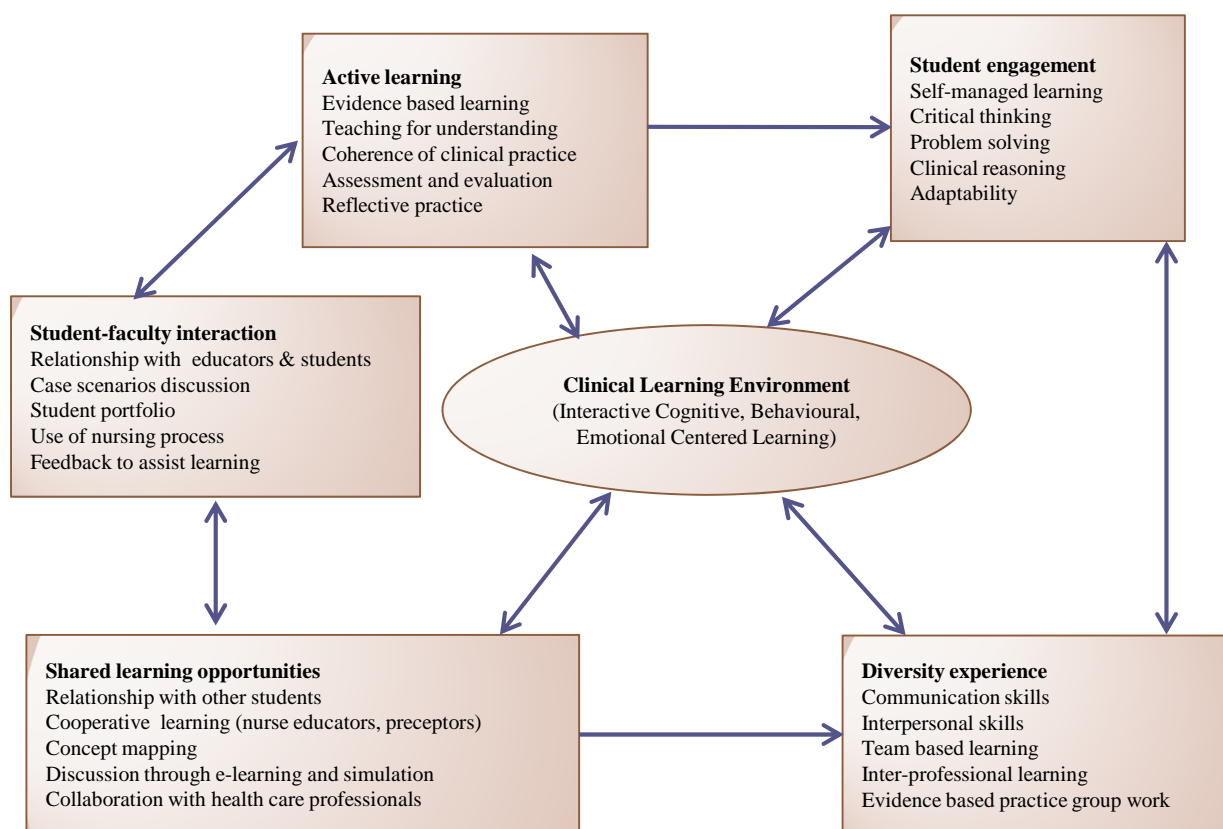 Active learning
Evidence based learning
Teaching for understanding
Coherence of clinical practice
Assessment and evaluation
Reflective practice
Student engagement
Self-managed learning
Critical thinking
Problem solving
Clinical reasoning
Adaptability
Student-faculty interaction
Relationship with educators & students
Case scenarios discussion
Student portfolio
Use of nursing process
Feedback to assist learning
Clinical Learning Environment
(Interactive Cognitive, Behavioural,
Emotional Centered Learning)
Shared learning opportunities
Relationship with other students
Cooperative learning (nurse educators, preceptors)
Concept mapping
Discussion through e-learning and simulation
Collaboration with health care professionals
Diversity experience
Communication skills
Interpersonal skills
Team based learning
Inter-professional learning
Evidence based practice group work